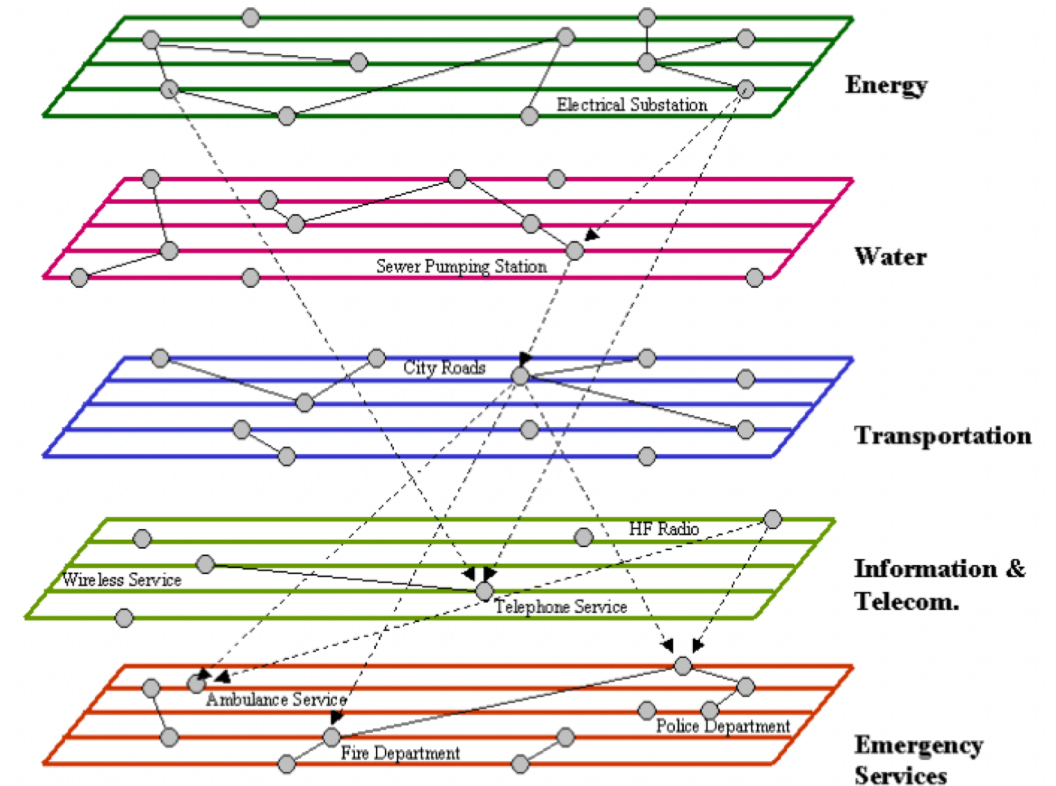 Electrical Substation
Energy
Sewer Pumping Station
Water
City Roads
Transportation
HF Radio
Wireless Service
Telephone Service
Information &
Telecom.
Ambulance Service
Police Department
Fire Department
Emergency
Services